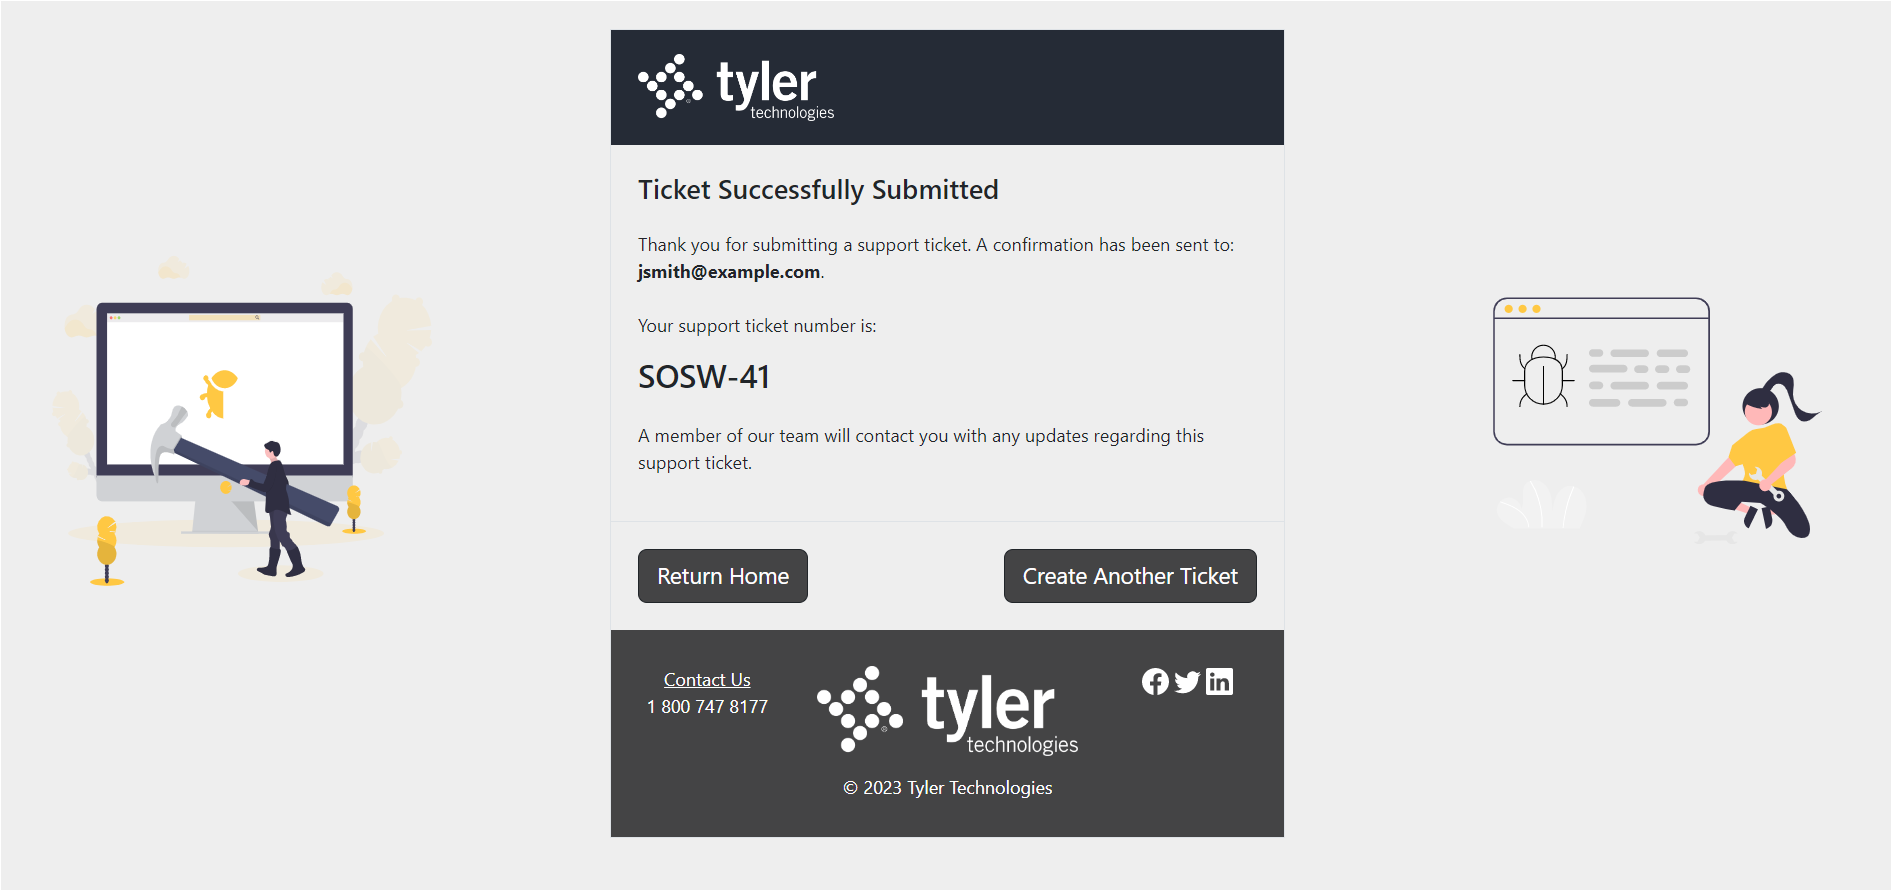 tyler
technologies
Ticket Successfully Submitted
Thank you for submitting a support ticket. A confirmation has been sent to:
jsmith@example.com.
Your support ticket number is:
SOSW-41
A member of our team will contact you with any updates regarding this
support ticket.
Return Home
Create Another Ticket
Contact Us
1 800 747 8177
tyler
technologies
© 2023 Tyler Technologies